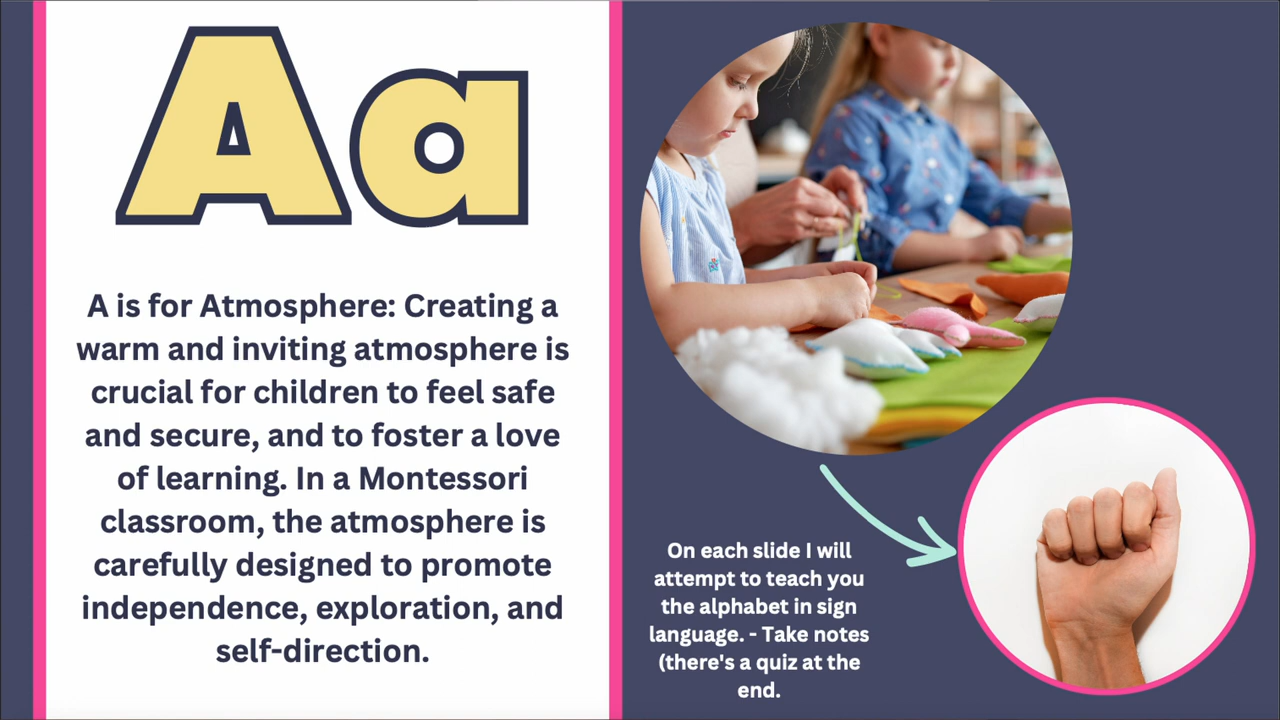 Aa
A is for Atmosphere: Creating a
warm and inviting atmosphere is
crucial for children to feel safe
and secure, and to foster a love
of learning. In a Montessori
classroom, the atmosphere is
carefully designed to promote
independence, exploration, and
self-direction.
On each slide I will
attempt to teach you
the alphabet in sign
language. - Take notes
(there's a quiz at the
end.